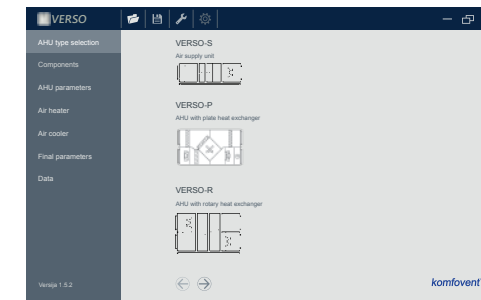 VERSO
AHU type selection
Components
AHU parameters
Air heater
Air cooler
Final parameters
Data
Versija 1.5.2
VERSO-S
Air supply unit
VERSO-P
AHU with plate heat exchanger
VERSO-R
AHU with rotary heat exchanger
komfovent